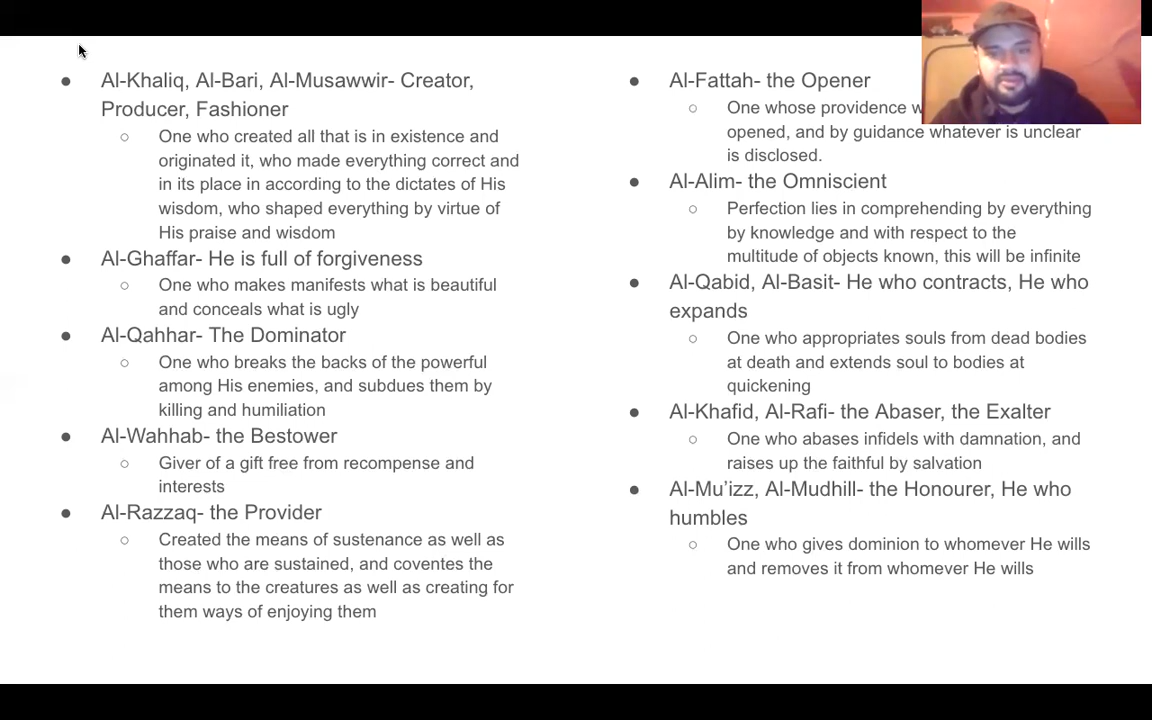 Al-Khaliq, Al-Bari, Al-Musawwir- Creator,
Producer, Fashioner
One who created all that is in existence and
originated it, who made everything correct and
in its place in according to the dictates of His
wisdom, who shaped everything by virtue of
His praise and wisdom
Al-Ghaffar- He is full of forgiveness
One who makes manifests what is beautiful
and conceals what is ugly
Al-Qahhar- The Dominator
One who breaks the backs of the powerful
among His enemies, and subdues them by
killing and humiliation
Al-Wahhab- the Bestower
Giver of a gift free from recompense and
interests
Al-Razzaq- the Provider
Created the means of sustenance as well as
those who are sustained, and coventes the
means to the creatures as well as creating for
them ways of enjoying them
Al-Fattah- the Opener
One whose providence
opened, and by guidance whatever is unclear
is disclosed.
Al-Alim- the Omniscient
Perfection lies in comprehending by everything
by knowledge and with respect to the
multitude of objects known, this will be infinite
Al-Qabid, Al-Basit- He who contracts, He who
expands
One who appropriates souls from dead bodies
at death and extends soul to bodies at
quickening
Al-Khafid, Al-Rafi- the Abaser, the Exalter
One who abases infidels with damnation, and
raises up the faithful by salvation
Al-Mu’izz, Al-Mudhill- the Honourer, He who
humbles
One who gives dominion to whomever He wills
and removes it from whomever He wills